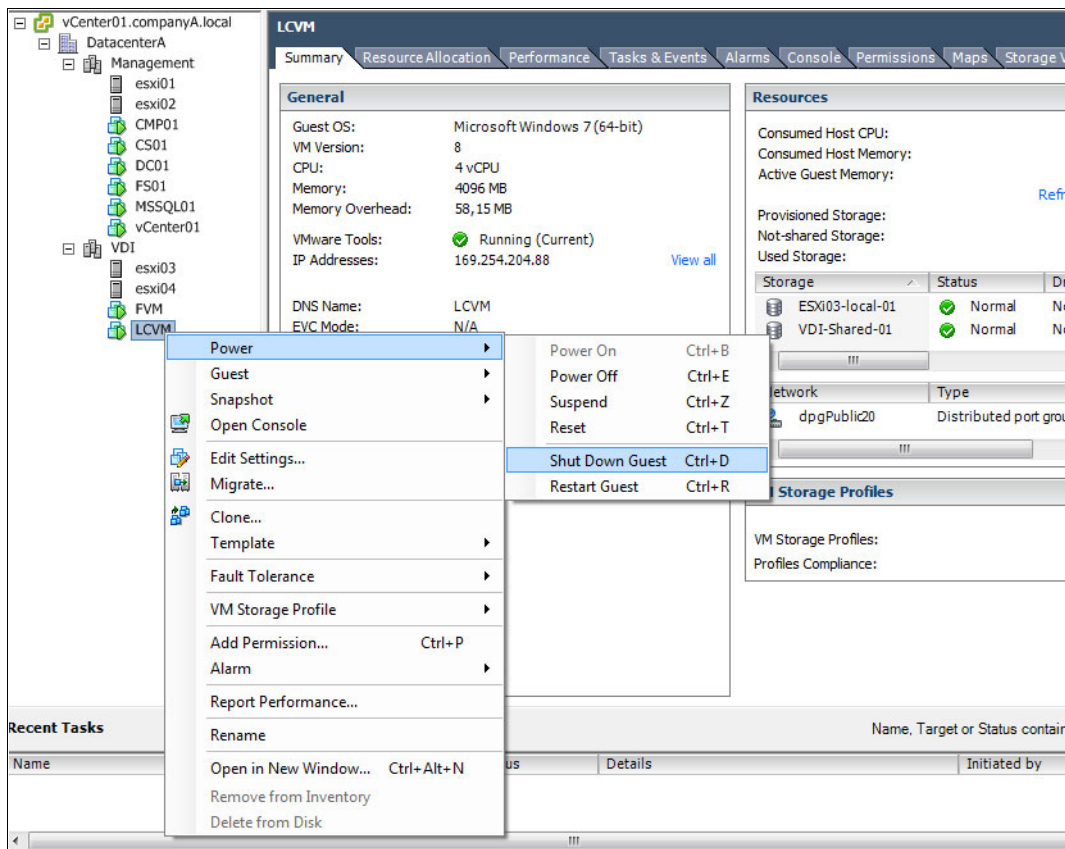 vCenter01.companyA.local
DatacenterA
Management
esxi01
esxi02
CMP01
CS01
DC01
FS01
MSSQL01
vCenter01
VDI
esxi03
esxi04
FVM
LCVM
LCVM
Summary Resource Allocation Performance Tasks & Events Alarms Console Permissions Maps Storage V
General
Guest OS: Microsoft Windows 7 (64-bit)
VM Version: 8
CPU: 4 vCPU
Memory: 4096 MB
Memory Overhead: 58,15 MB
VMware Tools: Running (Current)
IP Addresses: 169.254.204.88 View all
DNS Name: LCVM
EVC Mode: N/A
Resources
Consumed Host CPU:
Consumed Host Memory:
Active Guest Memory:
Refr
Provisioned Storage:
Not-shared Storage:
Used Storage:
Storage Status Dr
ESXi03-local-01 Normal No
VDI-Shared-01 Normal No
etwork Type
dpgPublic20 Distributed port grou
Storage Profiles
VM Storage Profiles:
Profiles Compliance:
Power
Guest
Snapshot
Open Console
Edit Settings...
Migrate...
Clone...
Template
Fault Tolerance
VM Storage Profile
Add Permission... Ctrl+P
Alarm
Report Performance...
Rename
Open in New Window... Ctrl+Alt+N
Remove from Inventory
Delete from Disk
Power On Ctrl+B
Power Off Ctrl+E
Suspend Ctrl+Z
Reset Ctrl+T
Shut Down Guest Ctrl+D
Restart Guest Ctrl+R
Recent Tasks Name, Target or Status contain
Name us Details Initiated by